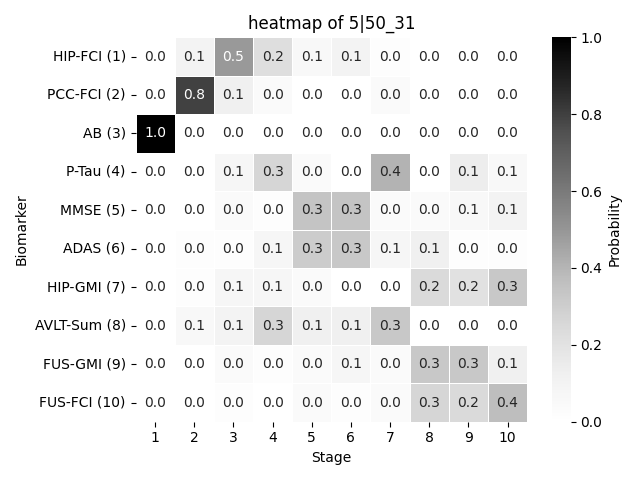 heatmap of 5|50_31
HIP-FCI (1) 0.0 0.1 0.5 0.2 0.1 0.1 0.0 0.0 0.0 0.0
PCC-FCI (2) 0.0 0.8 0.1 0.0 0.0 0.0 0.0 0.0 0.0 0.0
AB (3) 1.0 0.0 0.0 0.0 0.0 0.0 0.0 0.0 0.0 0.0
P-Tau (4) 0.0 0.0 0.1 0.3 0.0 0.0 0.4 0.0 0.1 0.1
MMSE (5) 0.0 0.0 0.0 0.0 0.3 0.3 0.0 0.0 0.1 0.1
ADAS (6) 0.0 0.0 0.0 0.1 0.3 0.3 0.1 0.1 0.0 0.0
HIP-GMI (7) 0.0 0.0 0.1 0.1 0.0 0.0 0.0 0.2 0.2 0.3
AVLT-Sum (8) 0.0 0.1 0.1 0.3 0.1 0.1 0.3 0.0 0.0 0.0
FUS-GMI (9) 0.0 0.0 0.0 0.0 0.0 0.1 0.0 0.3 0.3 0.1
FUS-FCI (10) 0.0 0.0 0.0 0.0 0.0 0.0 0.0 0.3 0.2 0.4
1 2 3 4 5 6 7 8 9 10
Stage
Biomarker
1.0
0.8
0.6
0.4
0.2
0.0
Probability